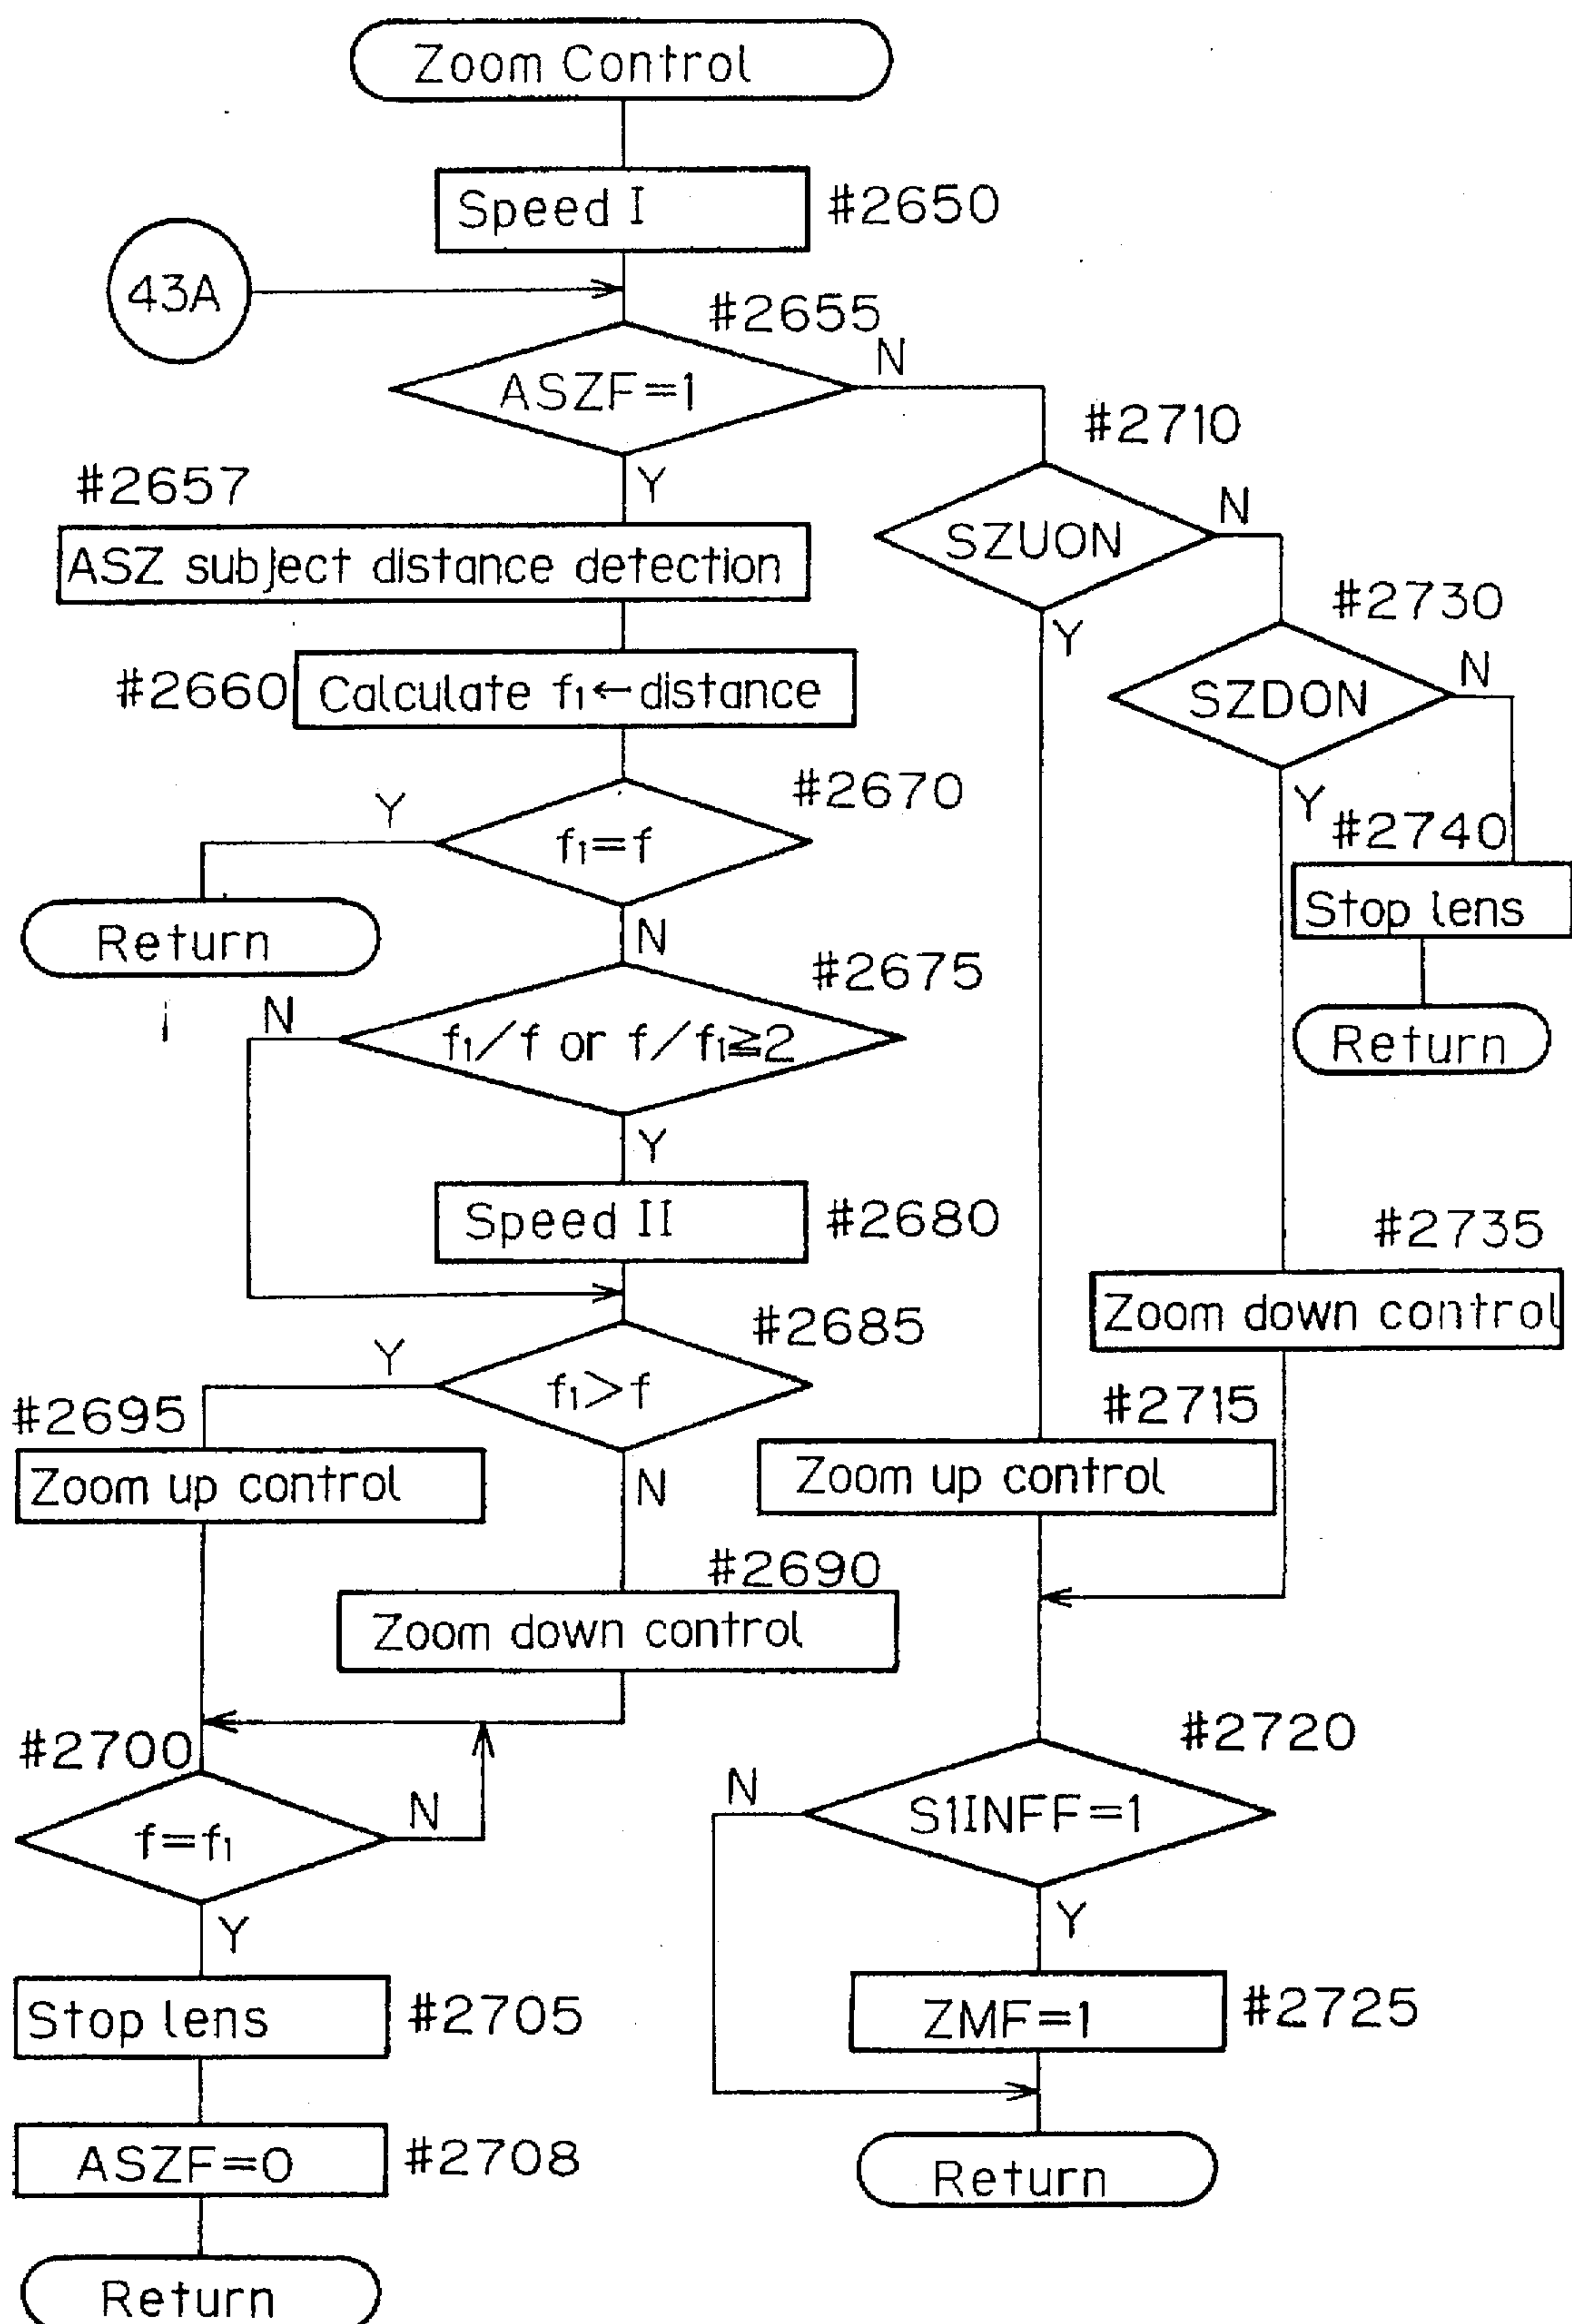 Zoom Control
Speed I #2650
43A
#2655
ASZF=1
N
Y
#2657
ASZ subject distance detection
#2660 Calculate f₁←distance
#2670
Y
f₁=f
Return
N
#2675
N
f₁/f or f/f₁≧2
Y
Speed II #2680
#2685
Y
f₁>f
#2695
Zoom up control
N
#2690
Zoom down control
#2700
f=f₁
N
Y
Stop lens #2705
ASZF=0 #2708
Return
#2710
SZUON
N
Y
#2730
SZDON
N
Y
#2740
Stop lens
Return
#2735
Zoom down control
#2715
Zoom up control
#2720
N
S1INFF=1
Y
ZMF=1 #2725
Return